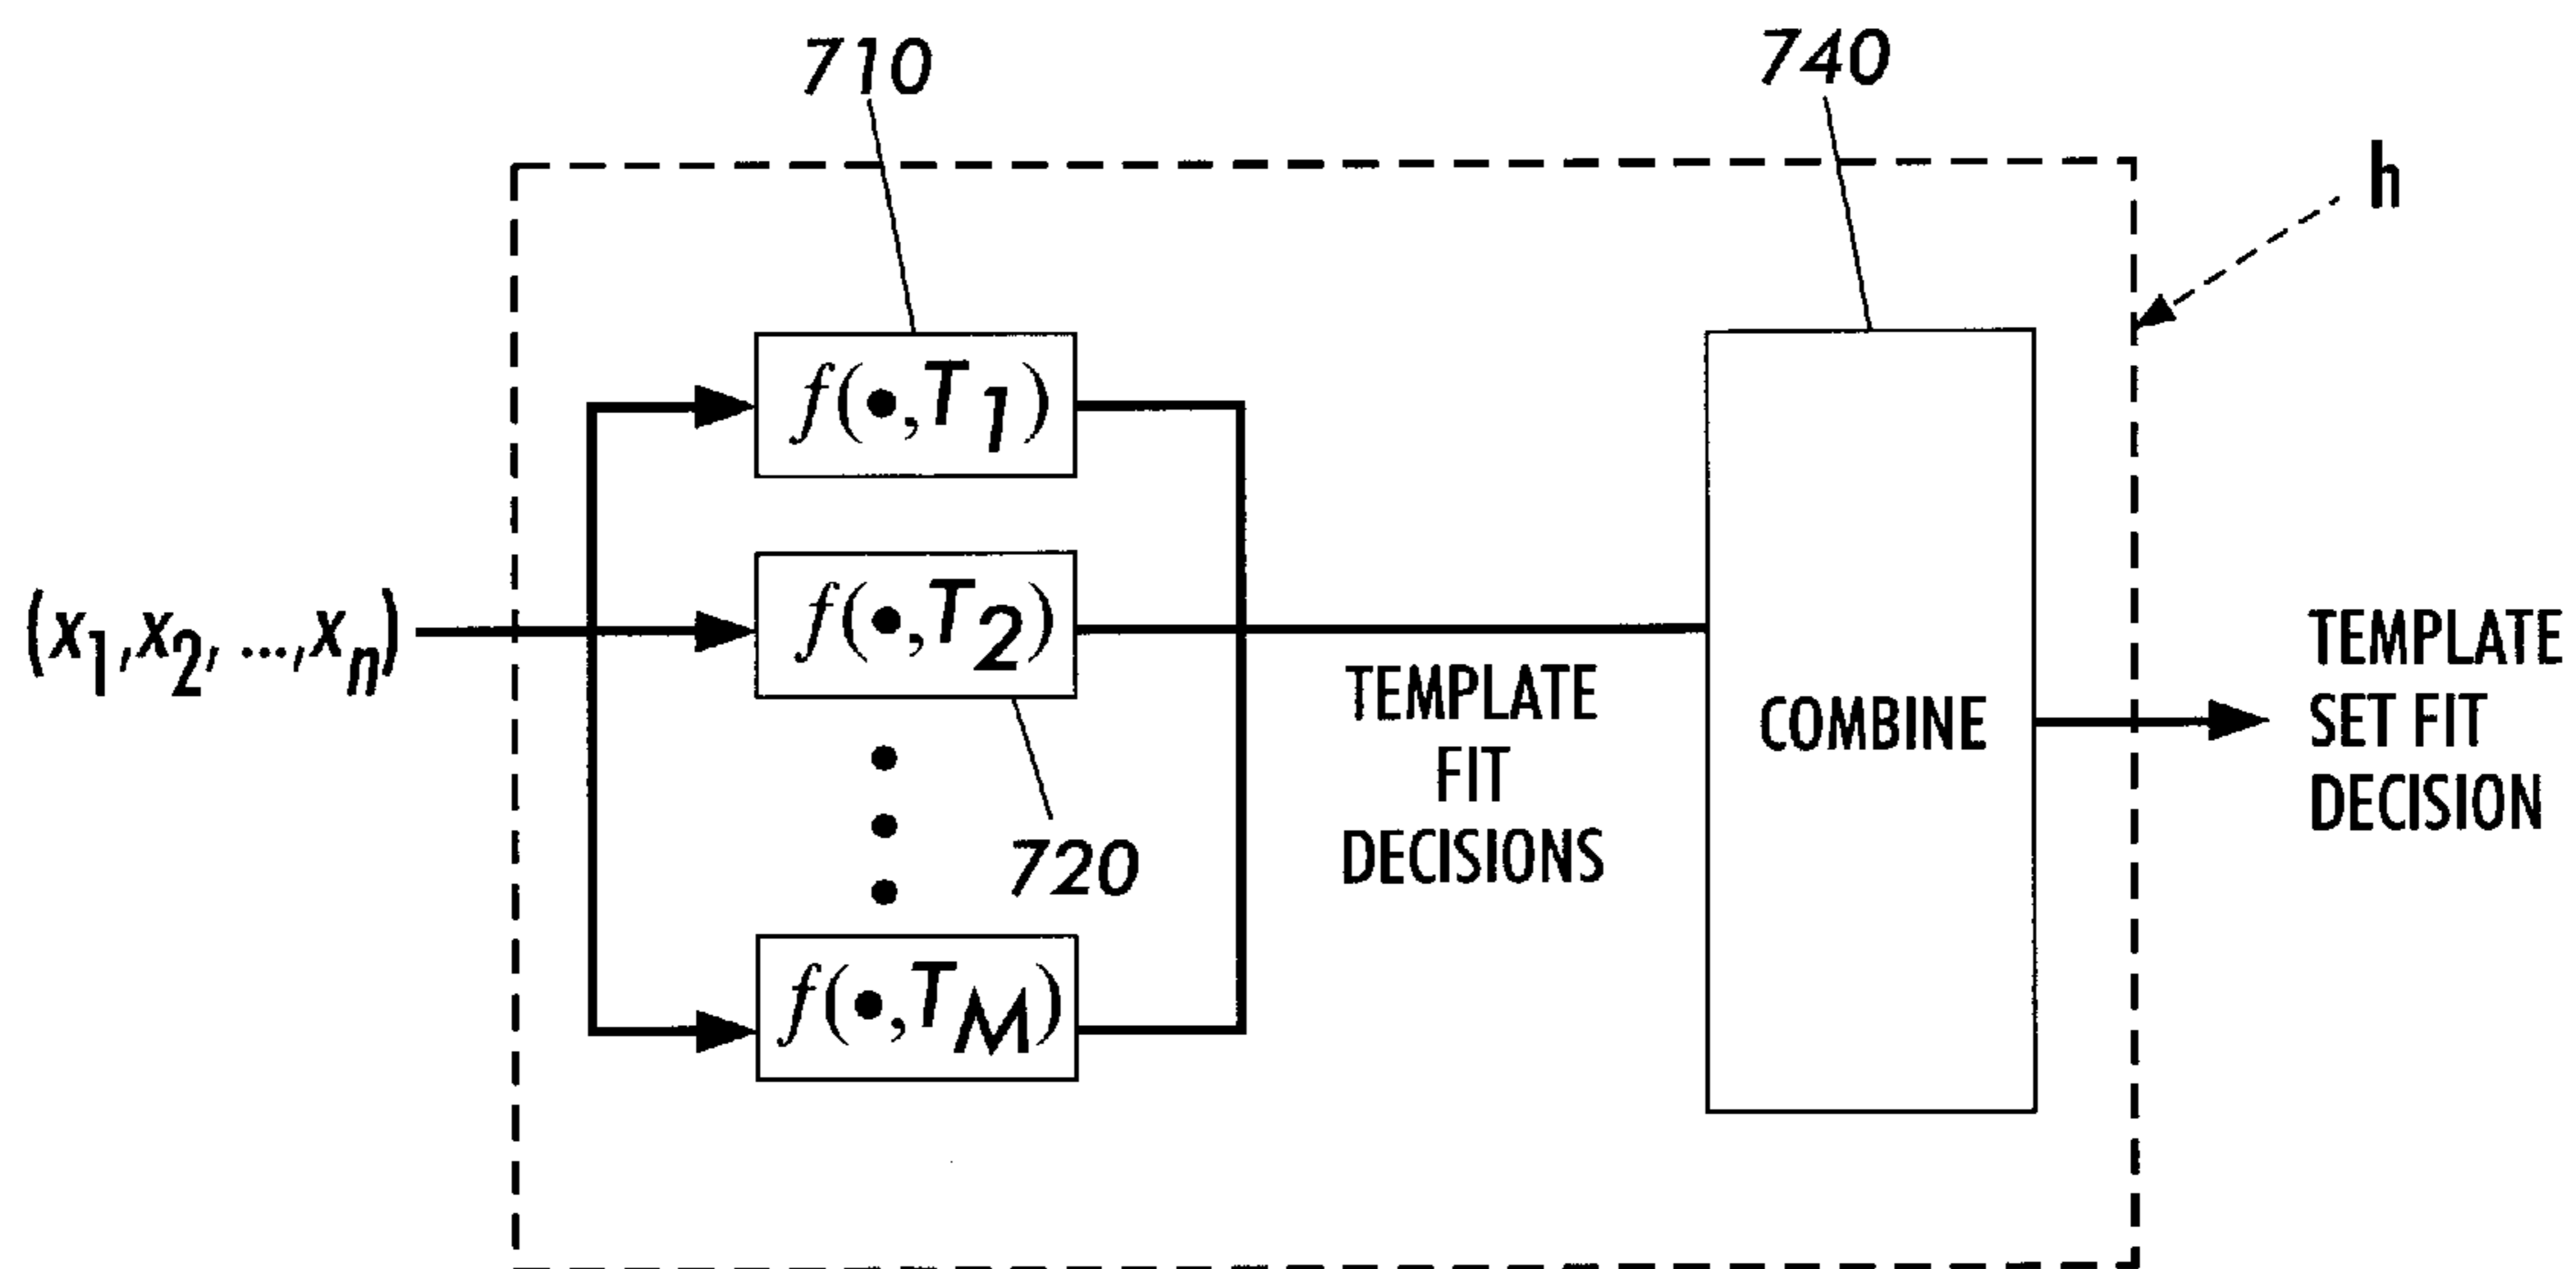 710
740
h
f(•,T1)
(x1,x2, ...,xn)
f(•,T2)
720
f(•,TM)
TEMPLATE
FIT
DECISIONS
COMBINE
TEMPLATE
SET FIT
DECISION